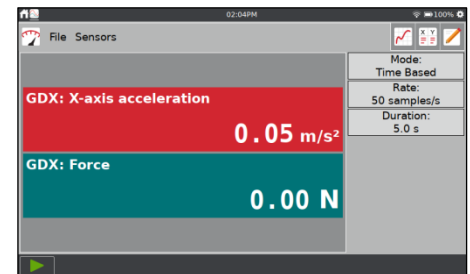 02:04PM
100%
File Sensors
X Y
Mode:
Time Based
Rate:
50 samples/s
Duration:
5.0 s
GDX: X-axis acceleration
0.05 m/s²
GDX: Force
0.00 N